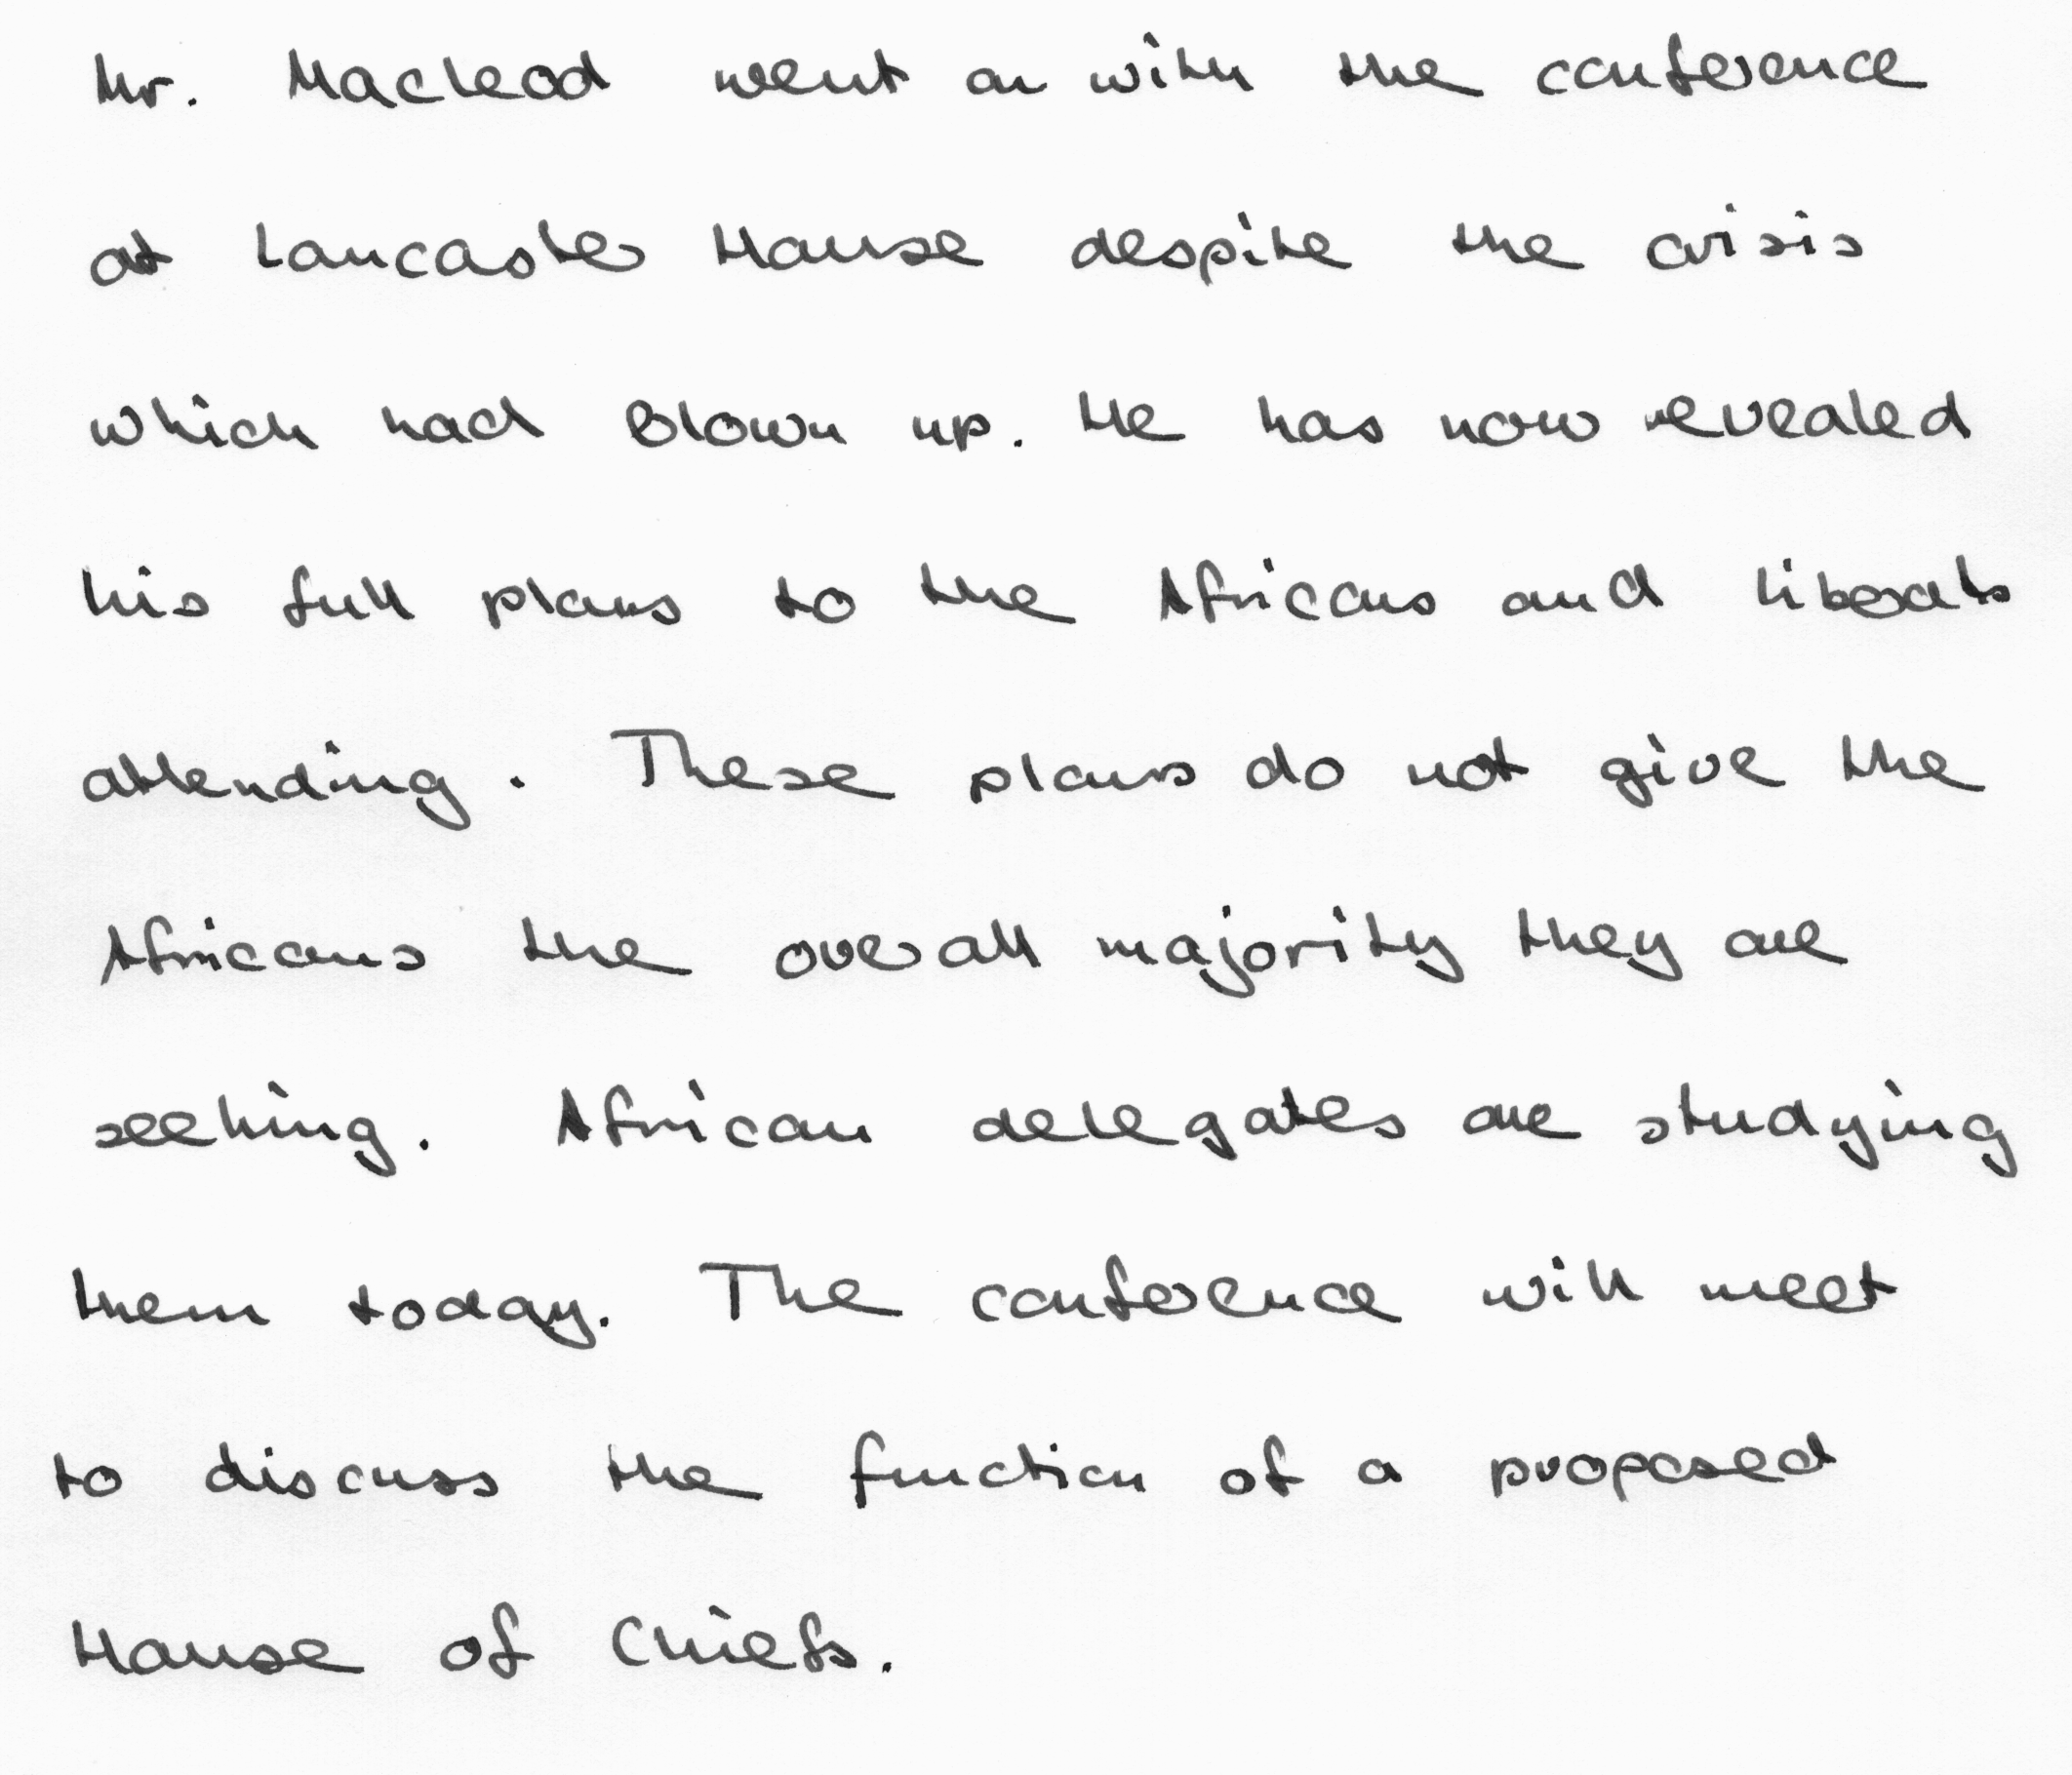 Mr. Macleod went on with the conference
at Lancaster House despite the crisis
which had blown up. He has now revealed
his full plans to the Africans and liberals
attending. These plans do not give the
Africans the overall majority they are
seeking. African delegates are studying
them today. The conference will meet
to discuss the function of a proposed
House of Chiefs.